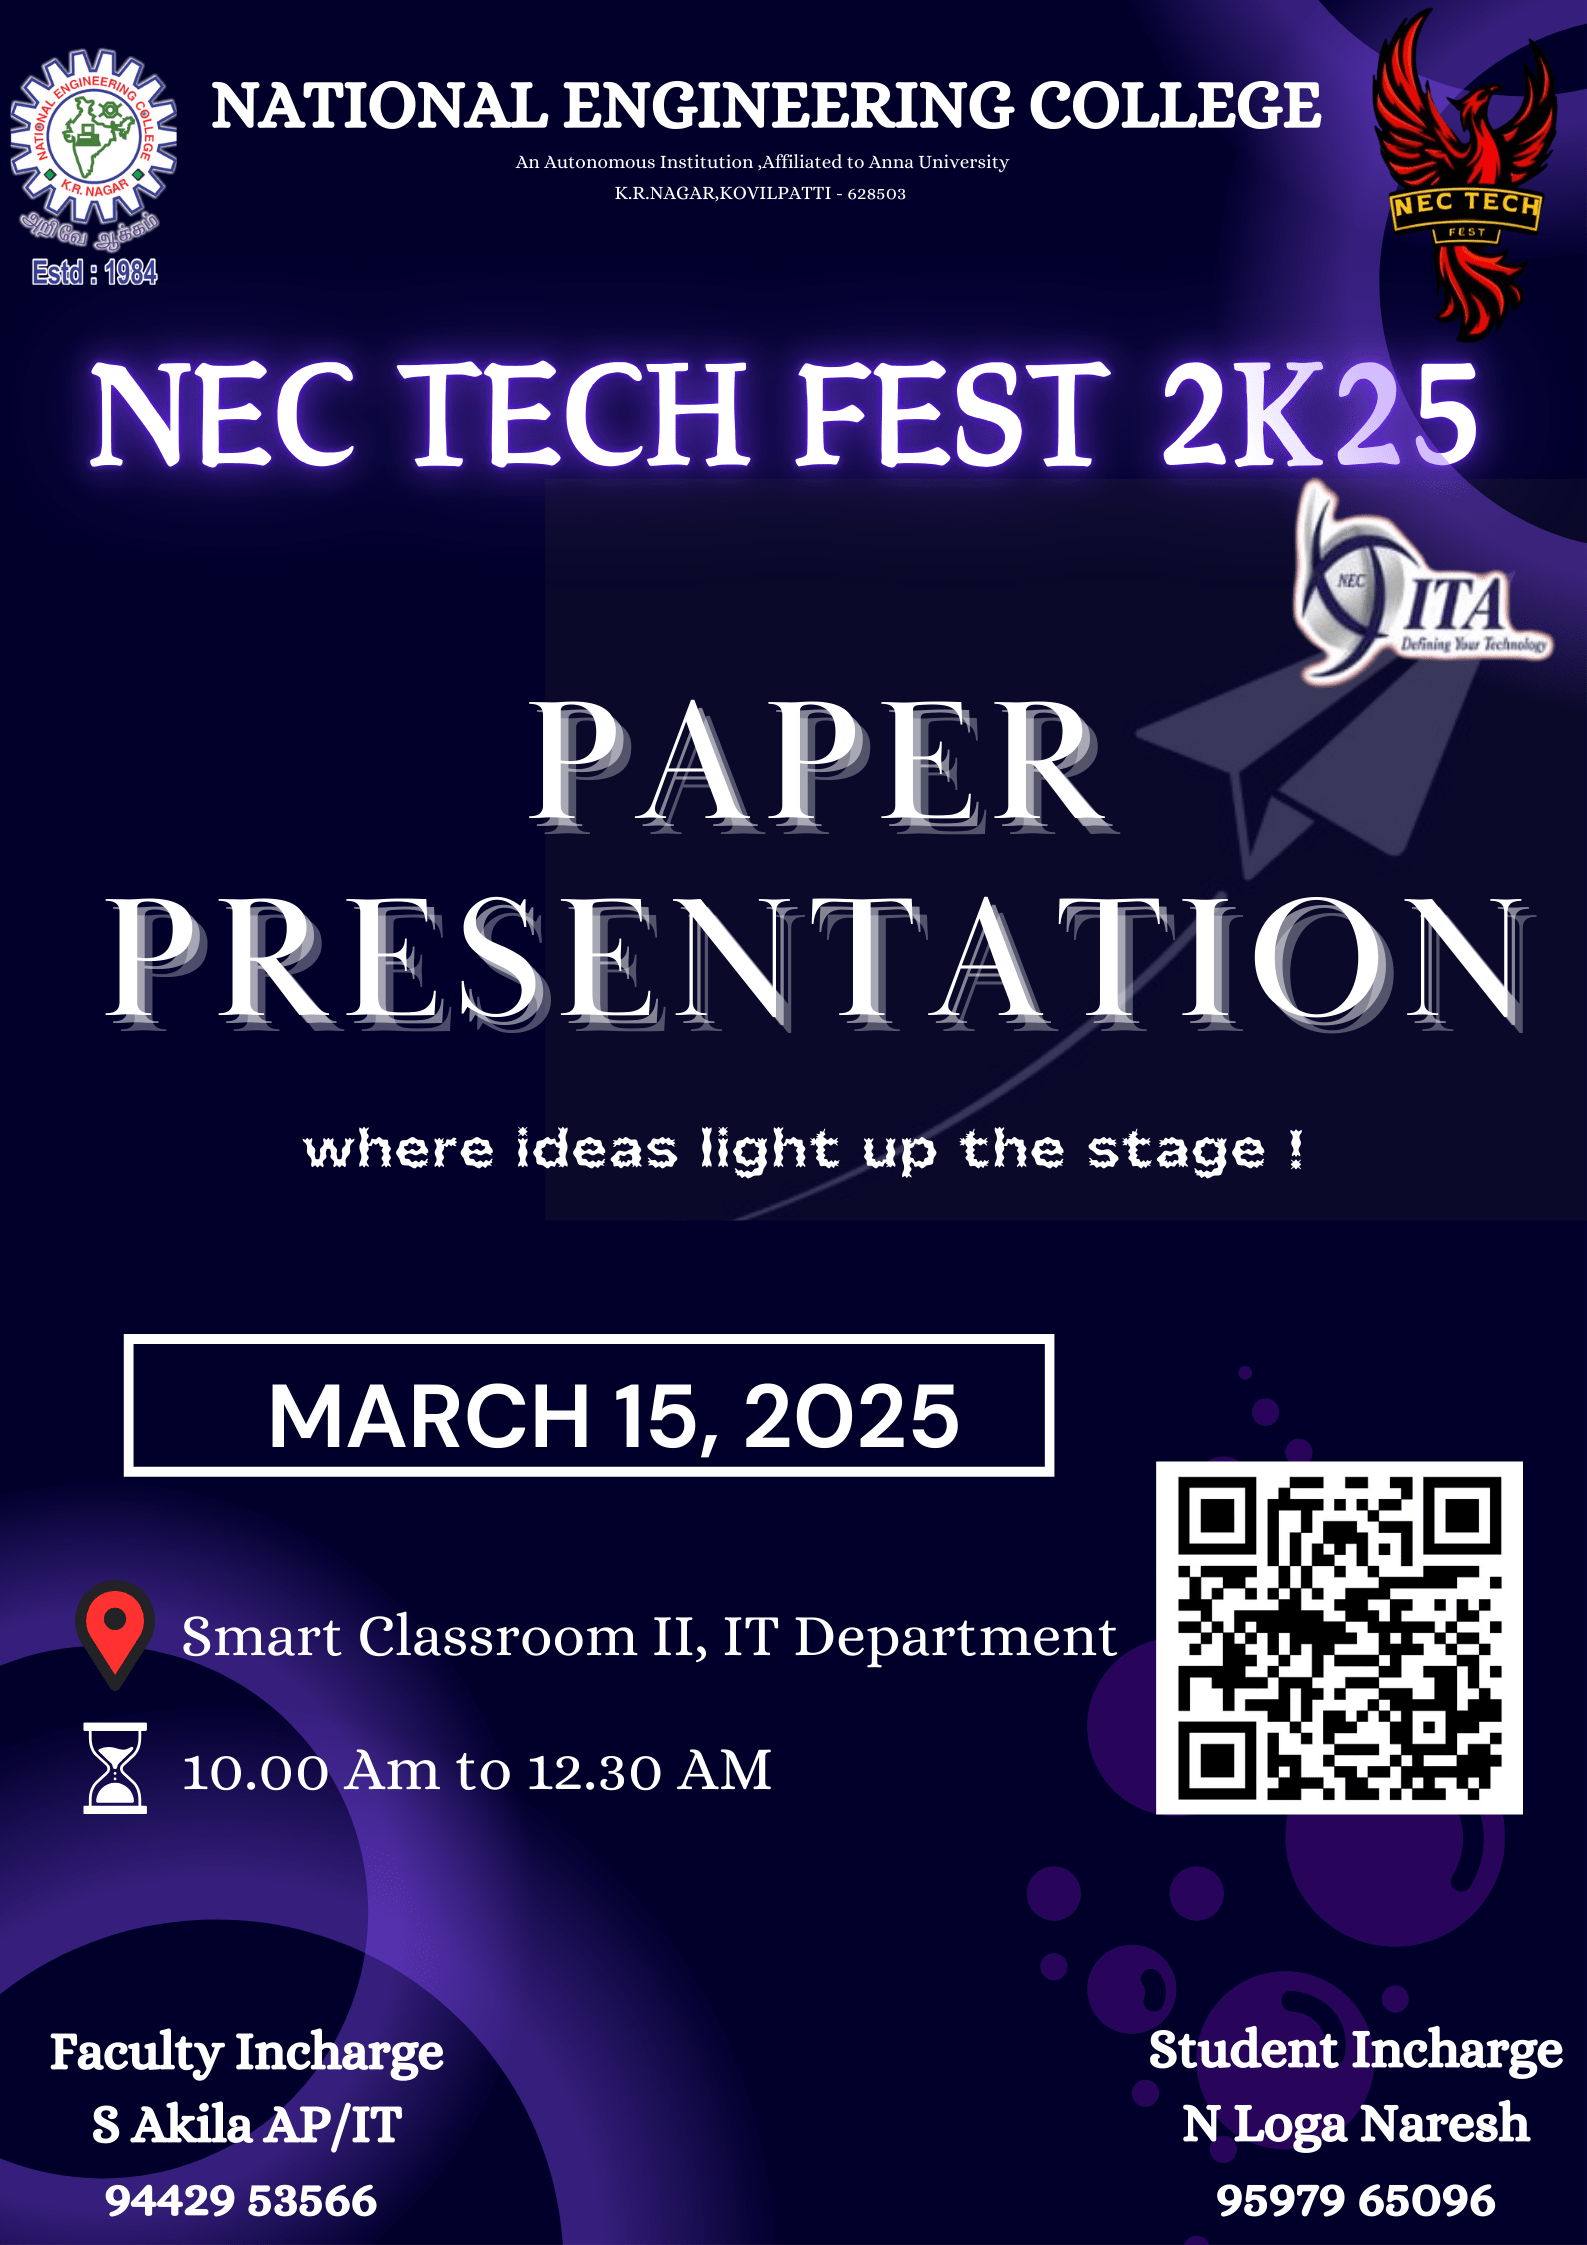 NATIONAL ENGINEERING COLLEGE
An Autonomous Institution ,Affiliated to Anna University
K.R.NAGAR,KOVILPATTI - 628503
NATIONAL ENGINEERING COLLEGE
K.R. NAGAR
அறிவே ஆக்கம்
Estd : 1984
NEC TECH
FEST
NEC TECH FEST 2K25
NEC
ITA
Defining Your Technology
PAPER
PRESENTATION
where ideas light up the stage !
MARCH 15, 2025
Smart Classroom II, IT Department
10.00 Am to 12.30 AM
Faculty Incharge
S Akila AP/IT
94429 53566
Student Incharge
N Loga Naresh
95979 65096